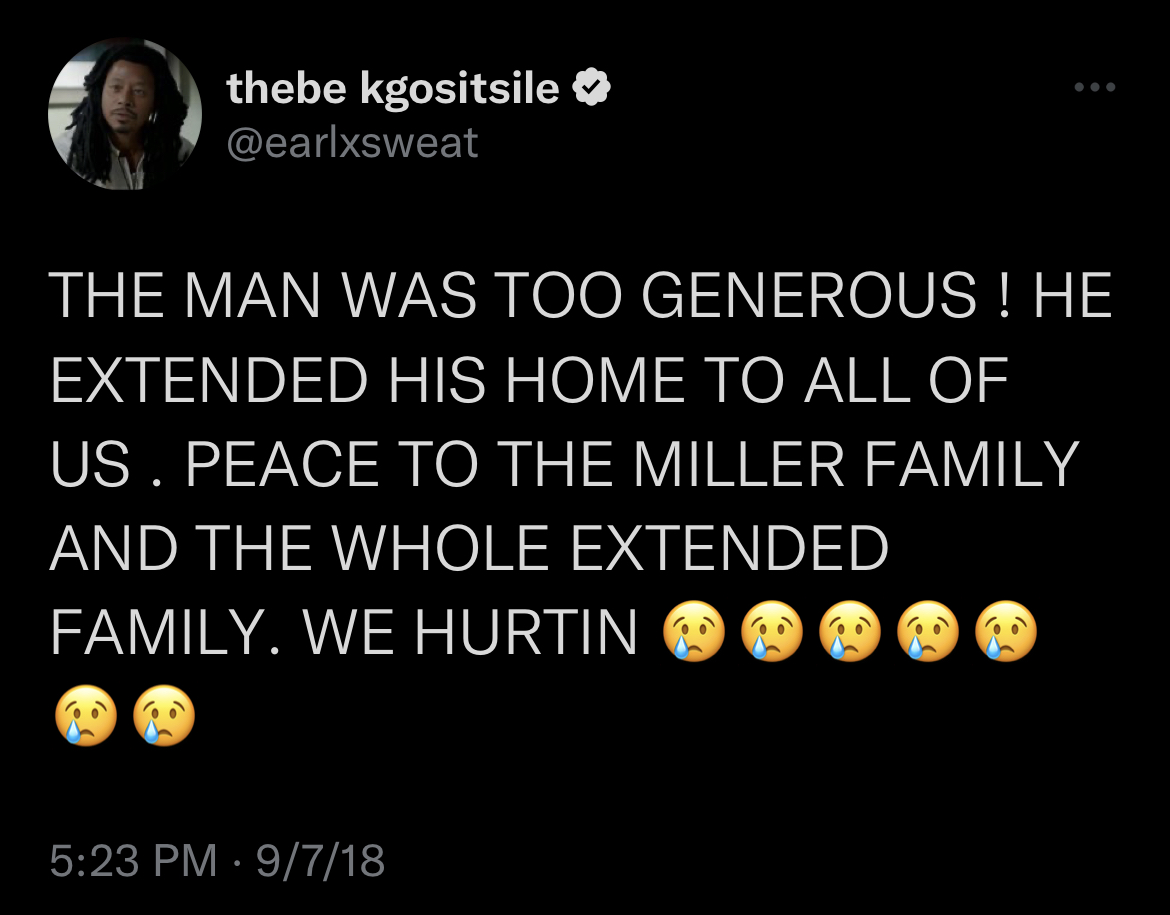 thebe kgositsile
@earlxsweat
THE MAN WAS TOO GENEROUS ! HE
EXTENDED HIS HOME TO ALL OF
US . PEACE TO THE MILLER FAMILY
AND THE WHOLE EXTENDED
FAMILY. WE HURTIN 😢😢😢😢😢
😢😢
5:23 PM · 9/7/18